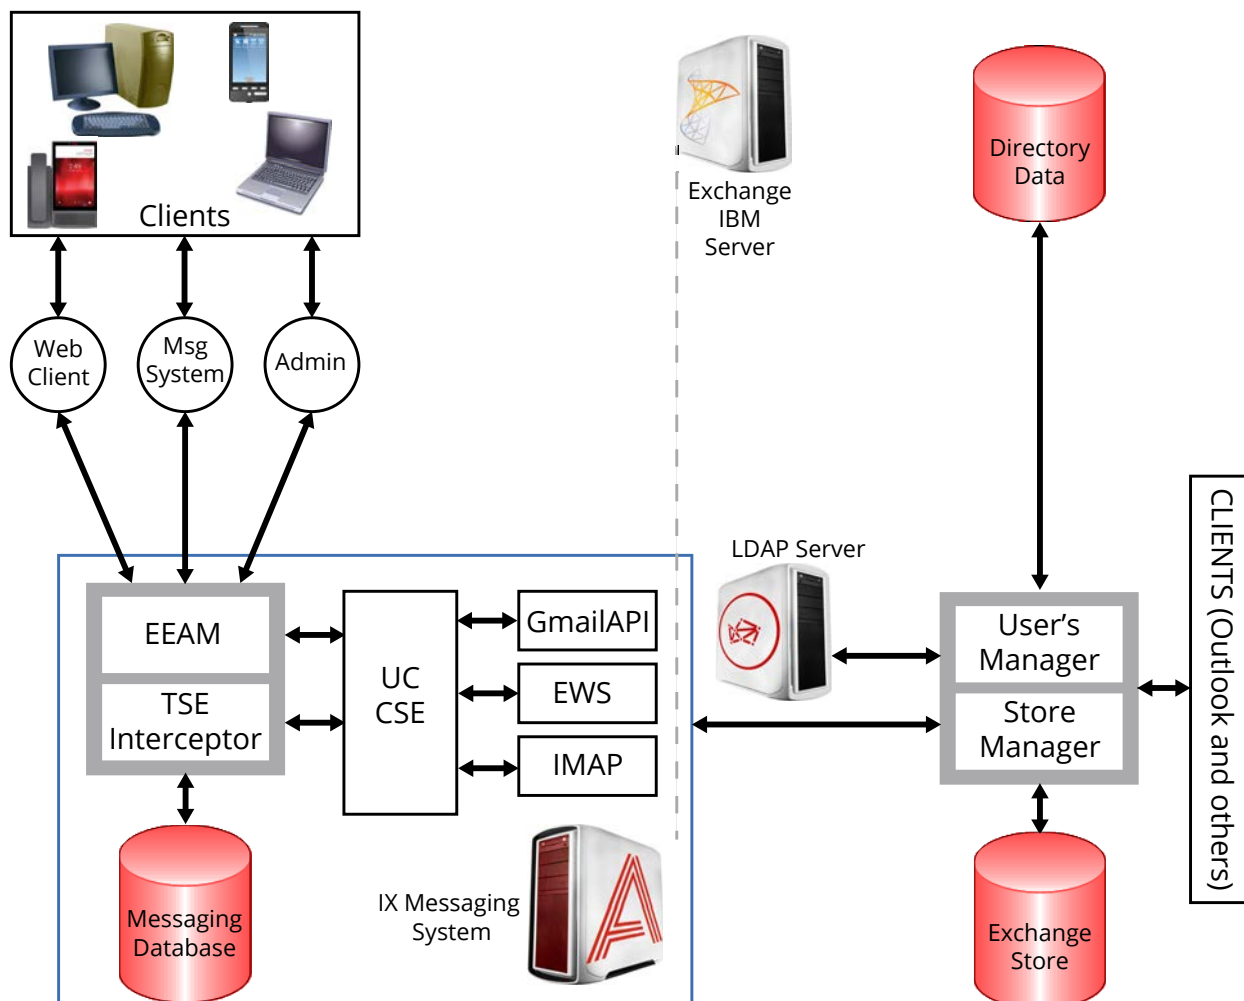 Clients
Exchange
IBM
Server
Directory
Data
Web
Client
Msg
System
Admin
LDAP Server
EEAM
TSE
Interceptor
UC
CSE
GmailAPI
EWS
IMAP
User's
Manager
Store
Manager
CLIENTS (Outlook and others)
IX Messaging
System
Messaging
Database
Exchange
Store